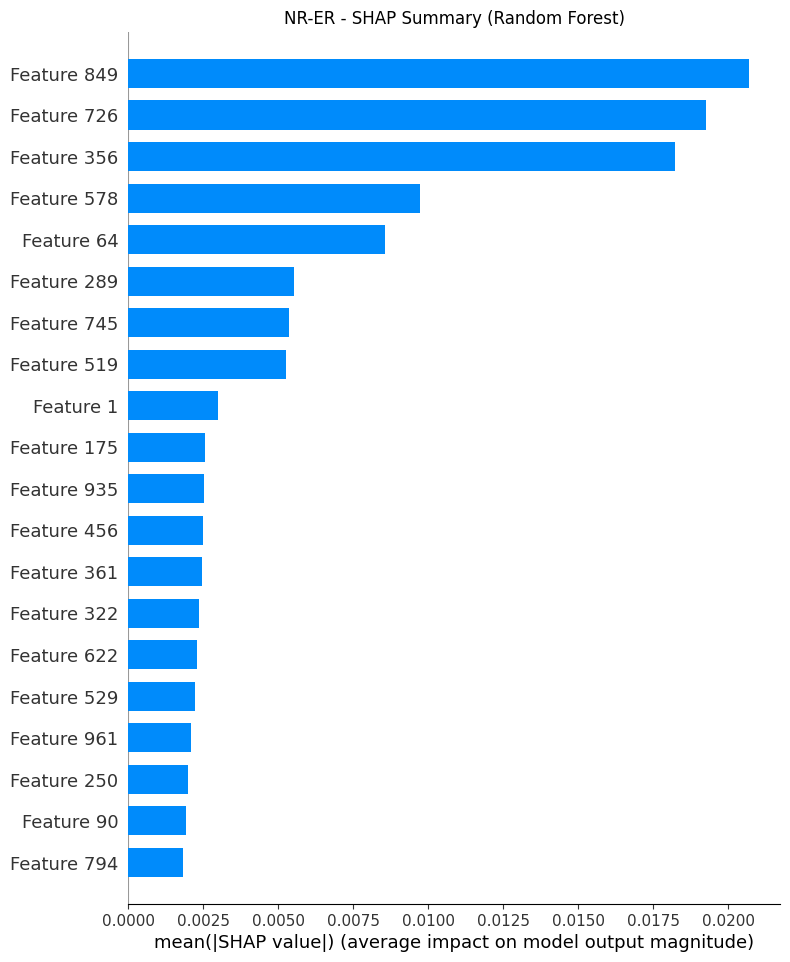 NR-ER - SHAP Summary (Random Forest)
Feature 849
Feature 726
Feature 356
Feature 578
Feature 64
Feature 289
Feature 745
Feature 519
Feature 1
Feature 175
Feature 935
Feature 456
Feature 361
Feature 322
Feature 622
Feature 529
Feature 961
Feature 250
Feature 90
Feature 794
0.0000 0.0025 0.0050 0.0075 0.0100 0.0125 0.0150 0.0175 0.0200
mean(|SHAP value|) (average impact on model output magnitude)